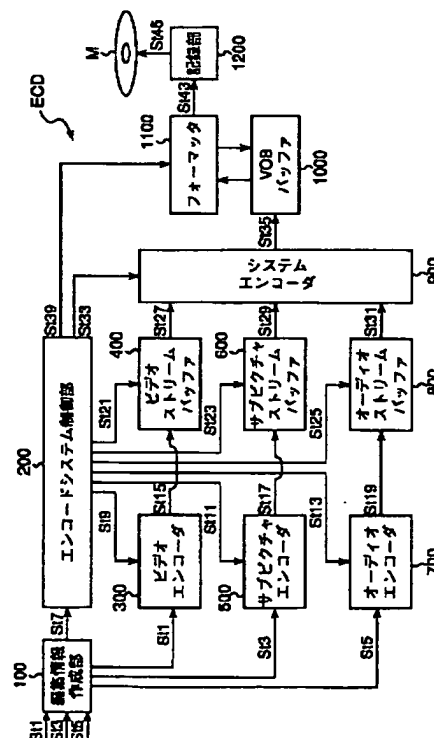 ECD
M
St45
1200
記録部
St43
1100
フォーマッタ
VOB
バッファ
1000
St39
St33
St35
システム
エンコーダ
200
エンコードシステム制御部
St21
400
St27
ビデオ
ストリーム
バッファ
St23
600
St29
サブピクチャ
ストリーム
バッファ
St25
St31
オーディオ
ストリーム
バッファ
St9
St15
300
ビデオ
エンコーダ
St11
St17
500
サブピクチャ
エンコーダ
St13
St19
オーディオ
エンコーダ
St7
100
編集情報
作成部
St1
St3
St5
St1
St3
St5